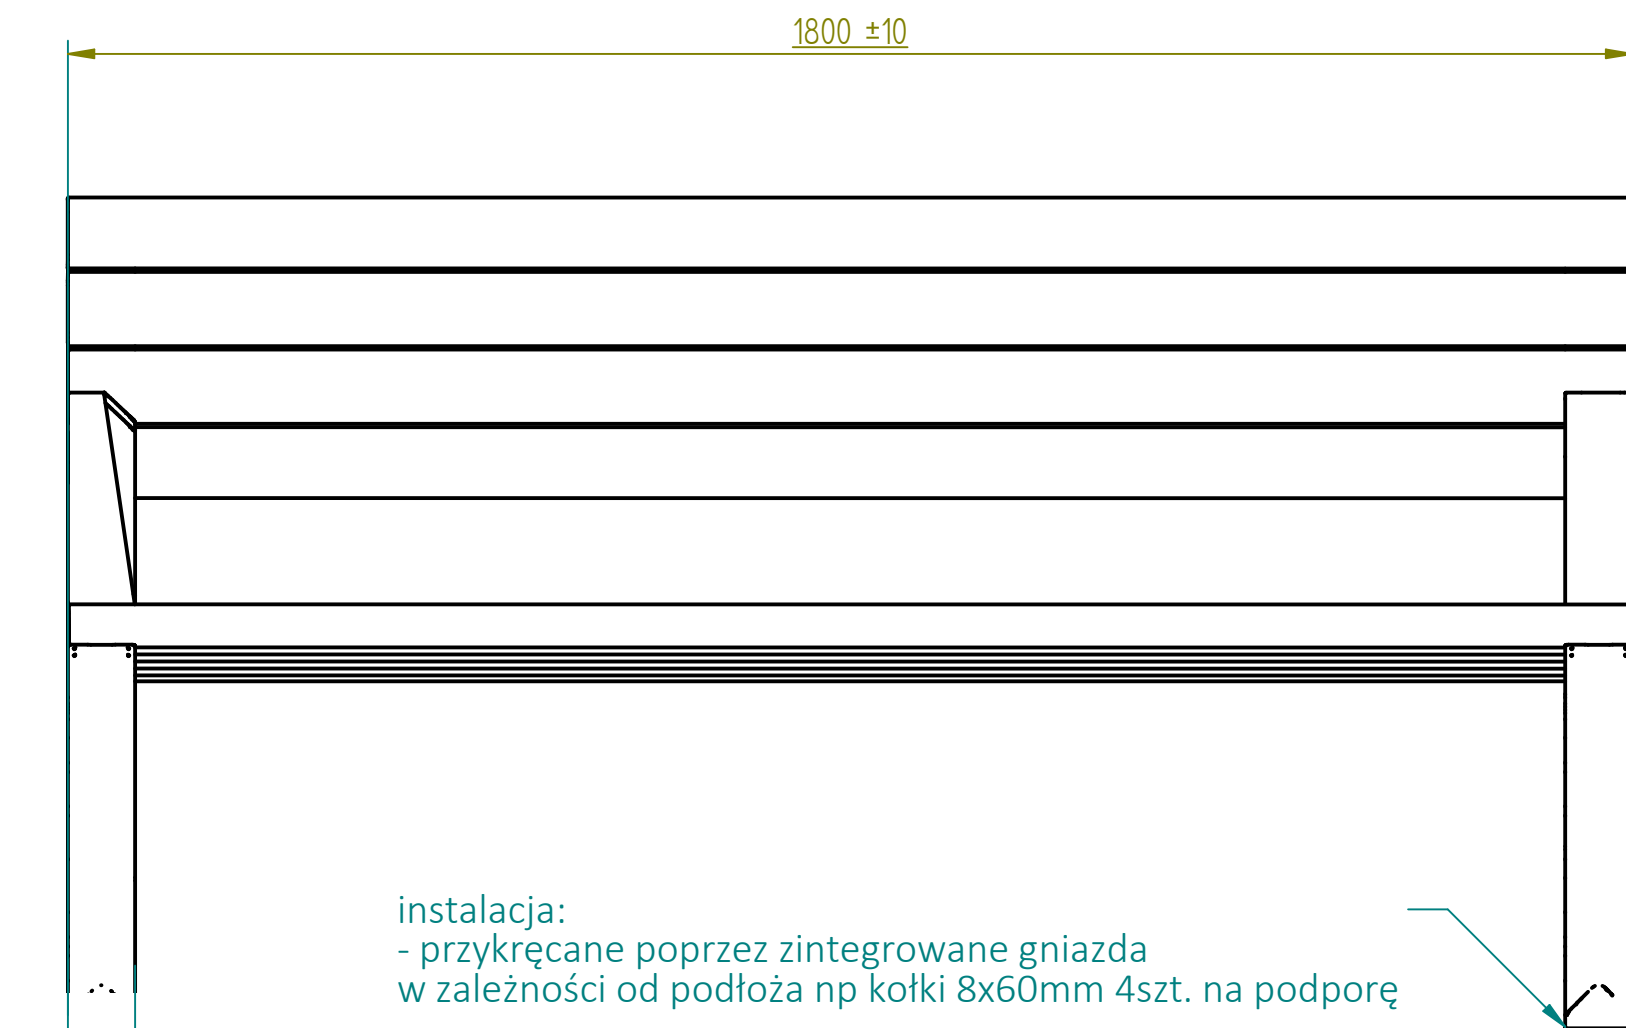 1800 ±10
instalacja:
- przykręcane poprzez zintegrowane gniazda
w zależności od podłoża np kołki 8x60mm 4szt. na podporę